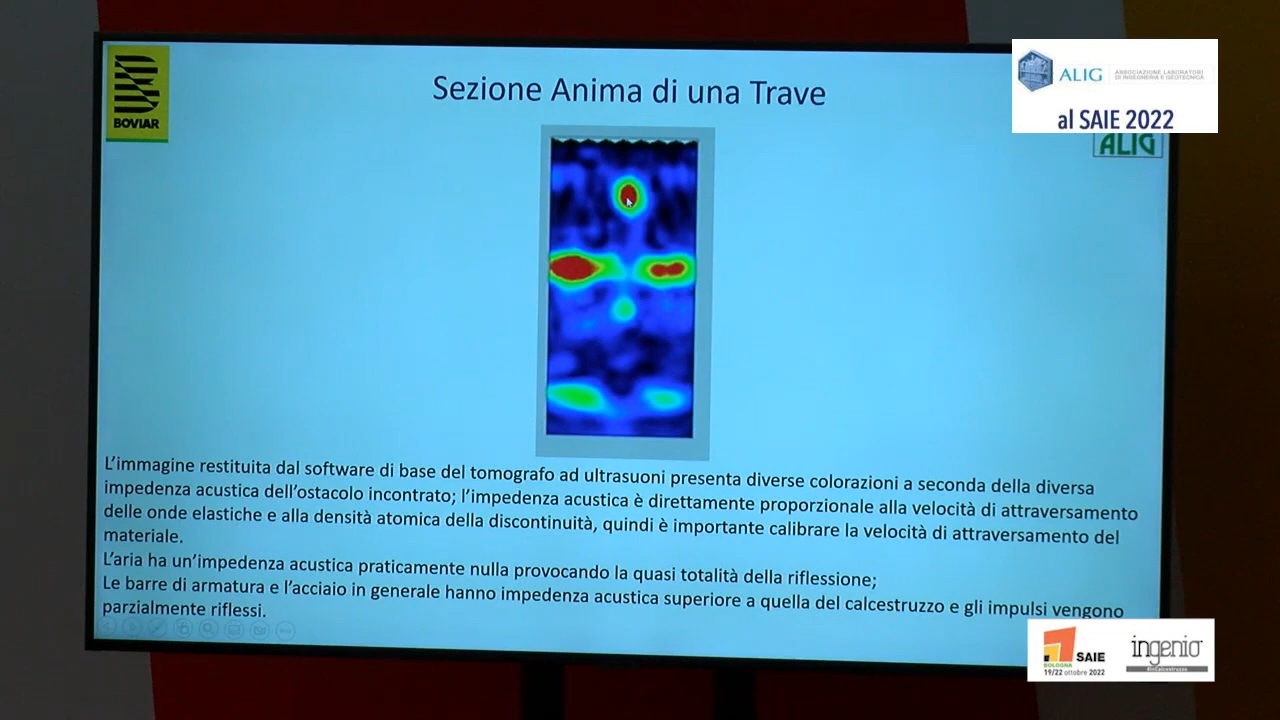 BOVIAR
Sezione Anima di una Trave
ALIG
ASSOCIAZIONE LABORATORI
DI INGEGNERIA E GEOTECNICA
al SAIE 2022
ALIG
L'immagine restituita dal software di base del tomografo ad ultrasuoni presenta diverse colorazioni a seconda della diversa
impedenza acustica dell'ostacolo incontrato; l'impedenza acustica è direttamente proporzionale alla velocità di attraversamento
delle onde elastiche e alla densità atomica della discontinuità, quindi è importante calibrare la velocità di attraversamento del
materiale.
L'aria ha un'impedenza acustica praticamente nulla provocando la quasi totalità della riflessione;
Le barre di armatura e l'acciaio in generale hanno impedenza acustica superiore a quella del calcestruzzo e gli impulsi vengono
parzialmente riflessi.
SAIE
BOLOGNA
19/22 ottobre 2022
ingenio
#InCalcestruzzo